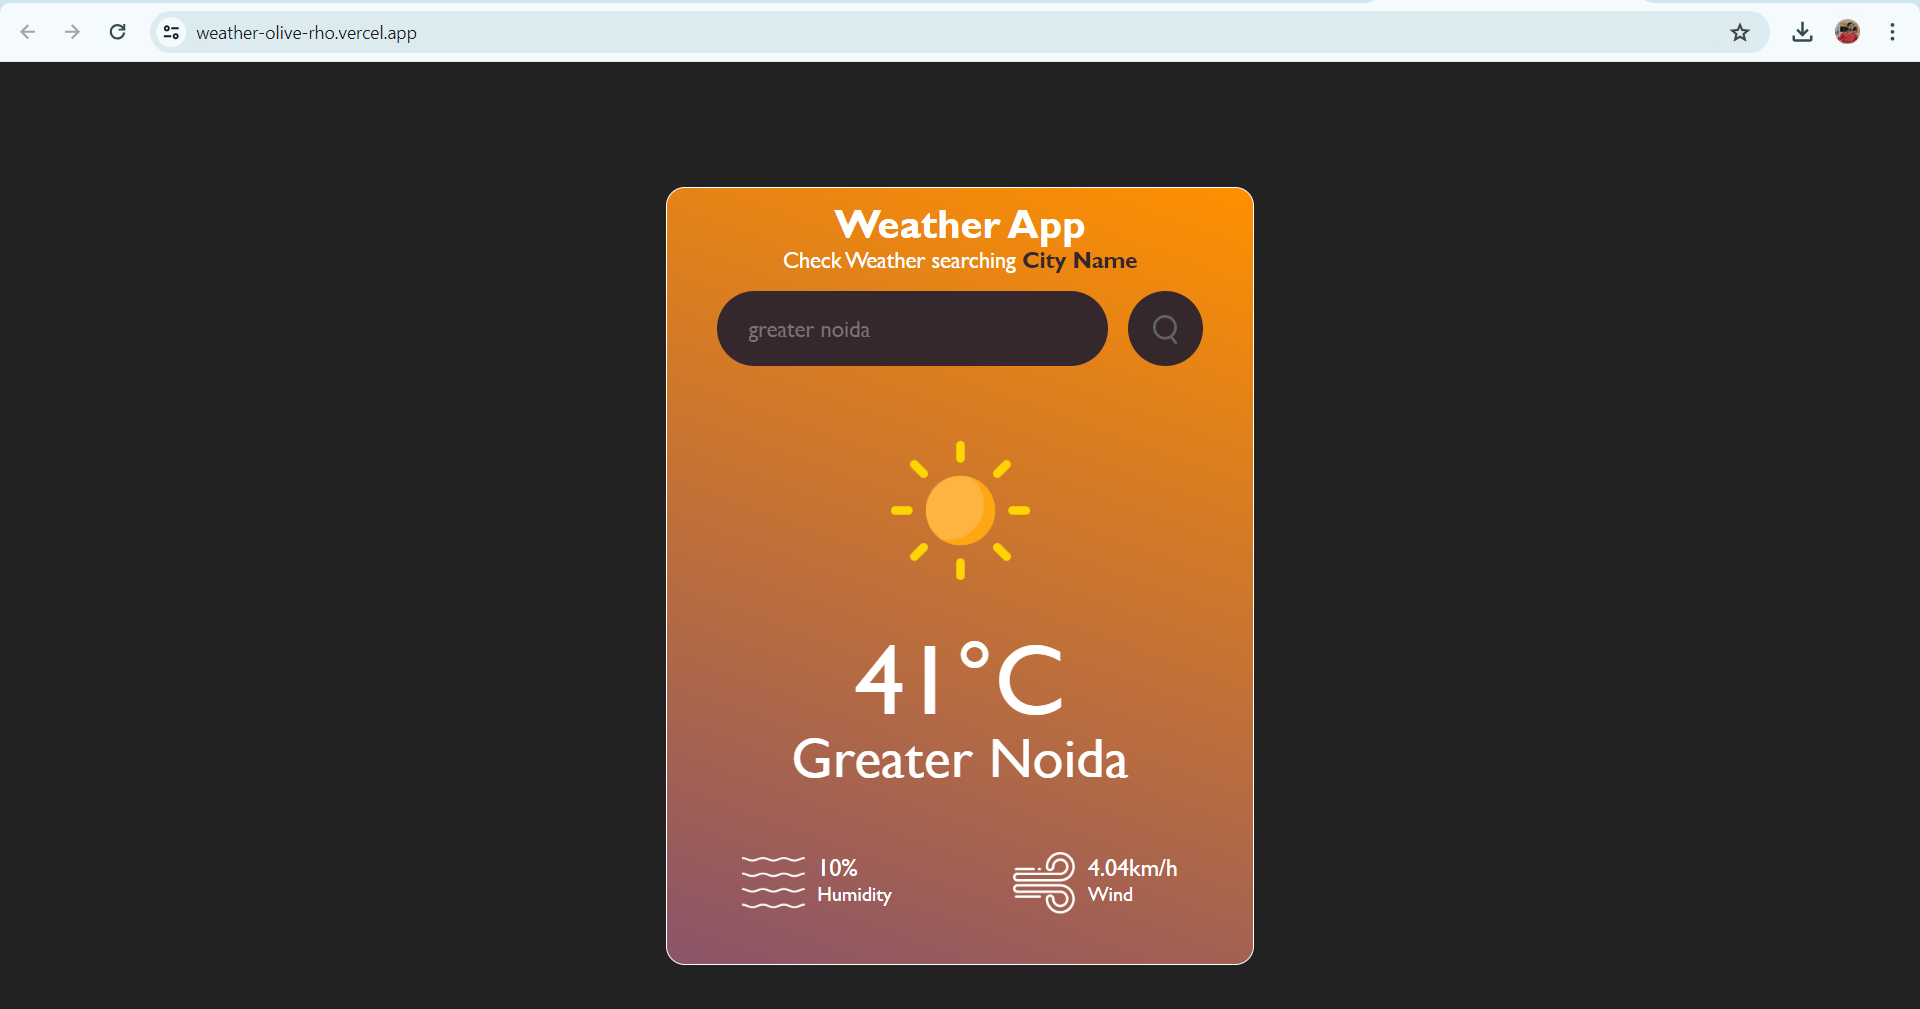 weather-olive-rho.vercel.app
Weather App
Check Weather searching City Name
greater noida
41°C
Greater Noida
10%
Humidity
4.04km/h
Wind